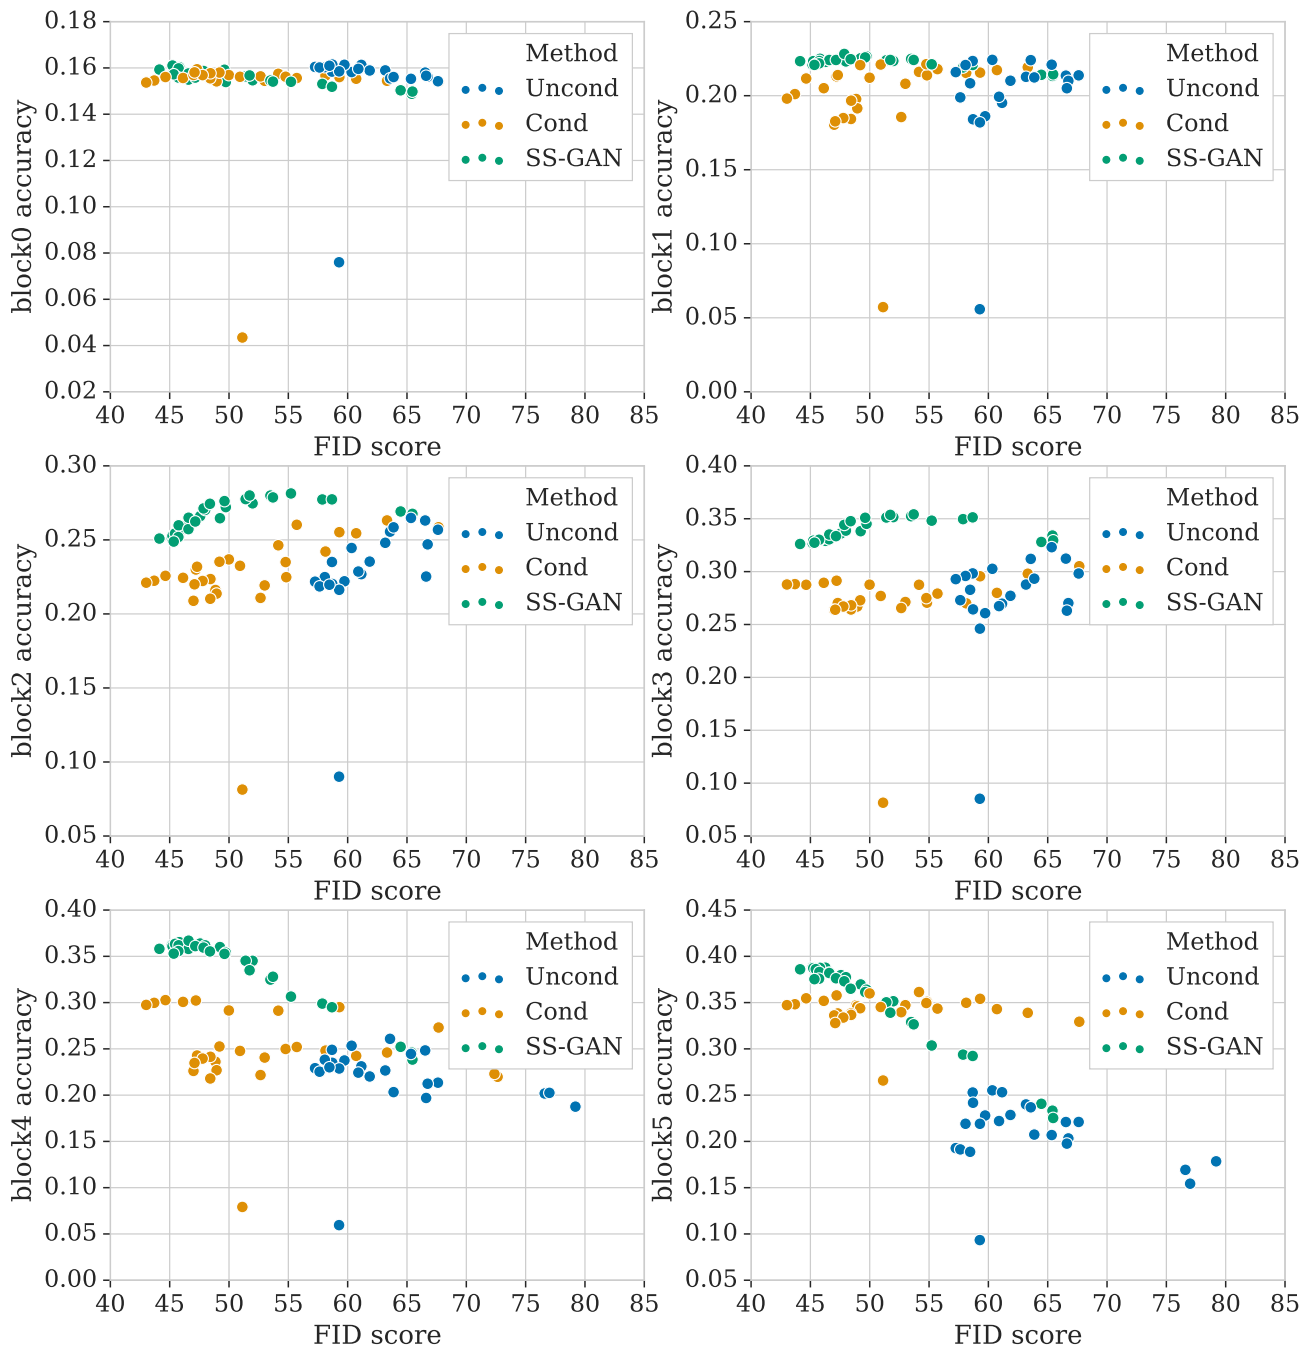 block0 accuracy
0.18
0.16
0.14
0.12
0.10
0.08
0.06
0.04
0.02
40 45 50 55 60 65 70 75 80 85
FID score
Method
Uncond
Cond
SS-GAN
block1 accuracy
0.25
0.20
0.15
0.10
0.05
0.00
40 45 50 55 60 65 70 75 80 85
FID score
Method
Uncond
Cond
SS-GAN
block2 accuracy
0.30
0.25
0.20
0.15
0.10
0.05
40 45 50 55 60 65 70 75 80 85
FID score
Method
Uncond
Cond
SS-GAN
block3 accuracy
0.40
0.35
0.30
0.25
0.20
0.15
0.10
0.05
40 45 50 55 60 65 70 75 80 85
FID score
Method
Uncond
Cond
SS-GAN
block4 accuracy
0.40
0.35
0.30
0.25
0.20
0.15
0.10
0.05
0.00
40 45 50 55 60 65 70 75 80 85
FID score
Method
Uncond
Cond
SS-GAN
block5 accuracy
0.45
0.40
0.35
0.30
0.25
0.20
0.15
0.10
0.05
40 45 50 55 60 65 70 75 80 85
FID score
Method
Uncond
Cond
SS-GAN